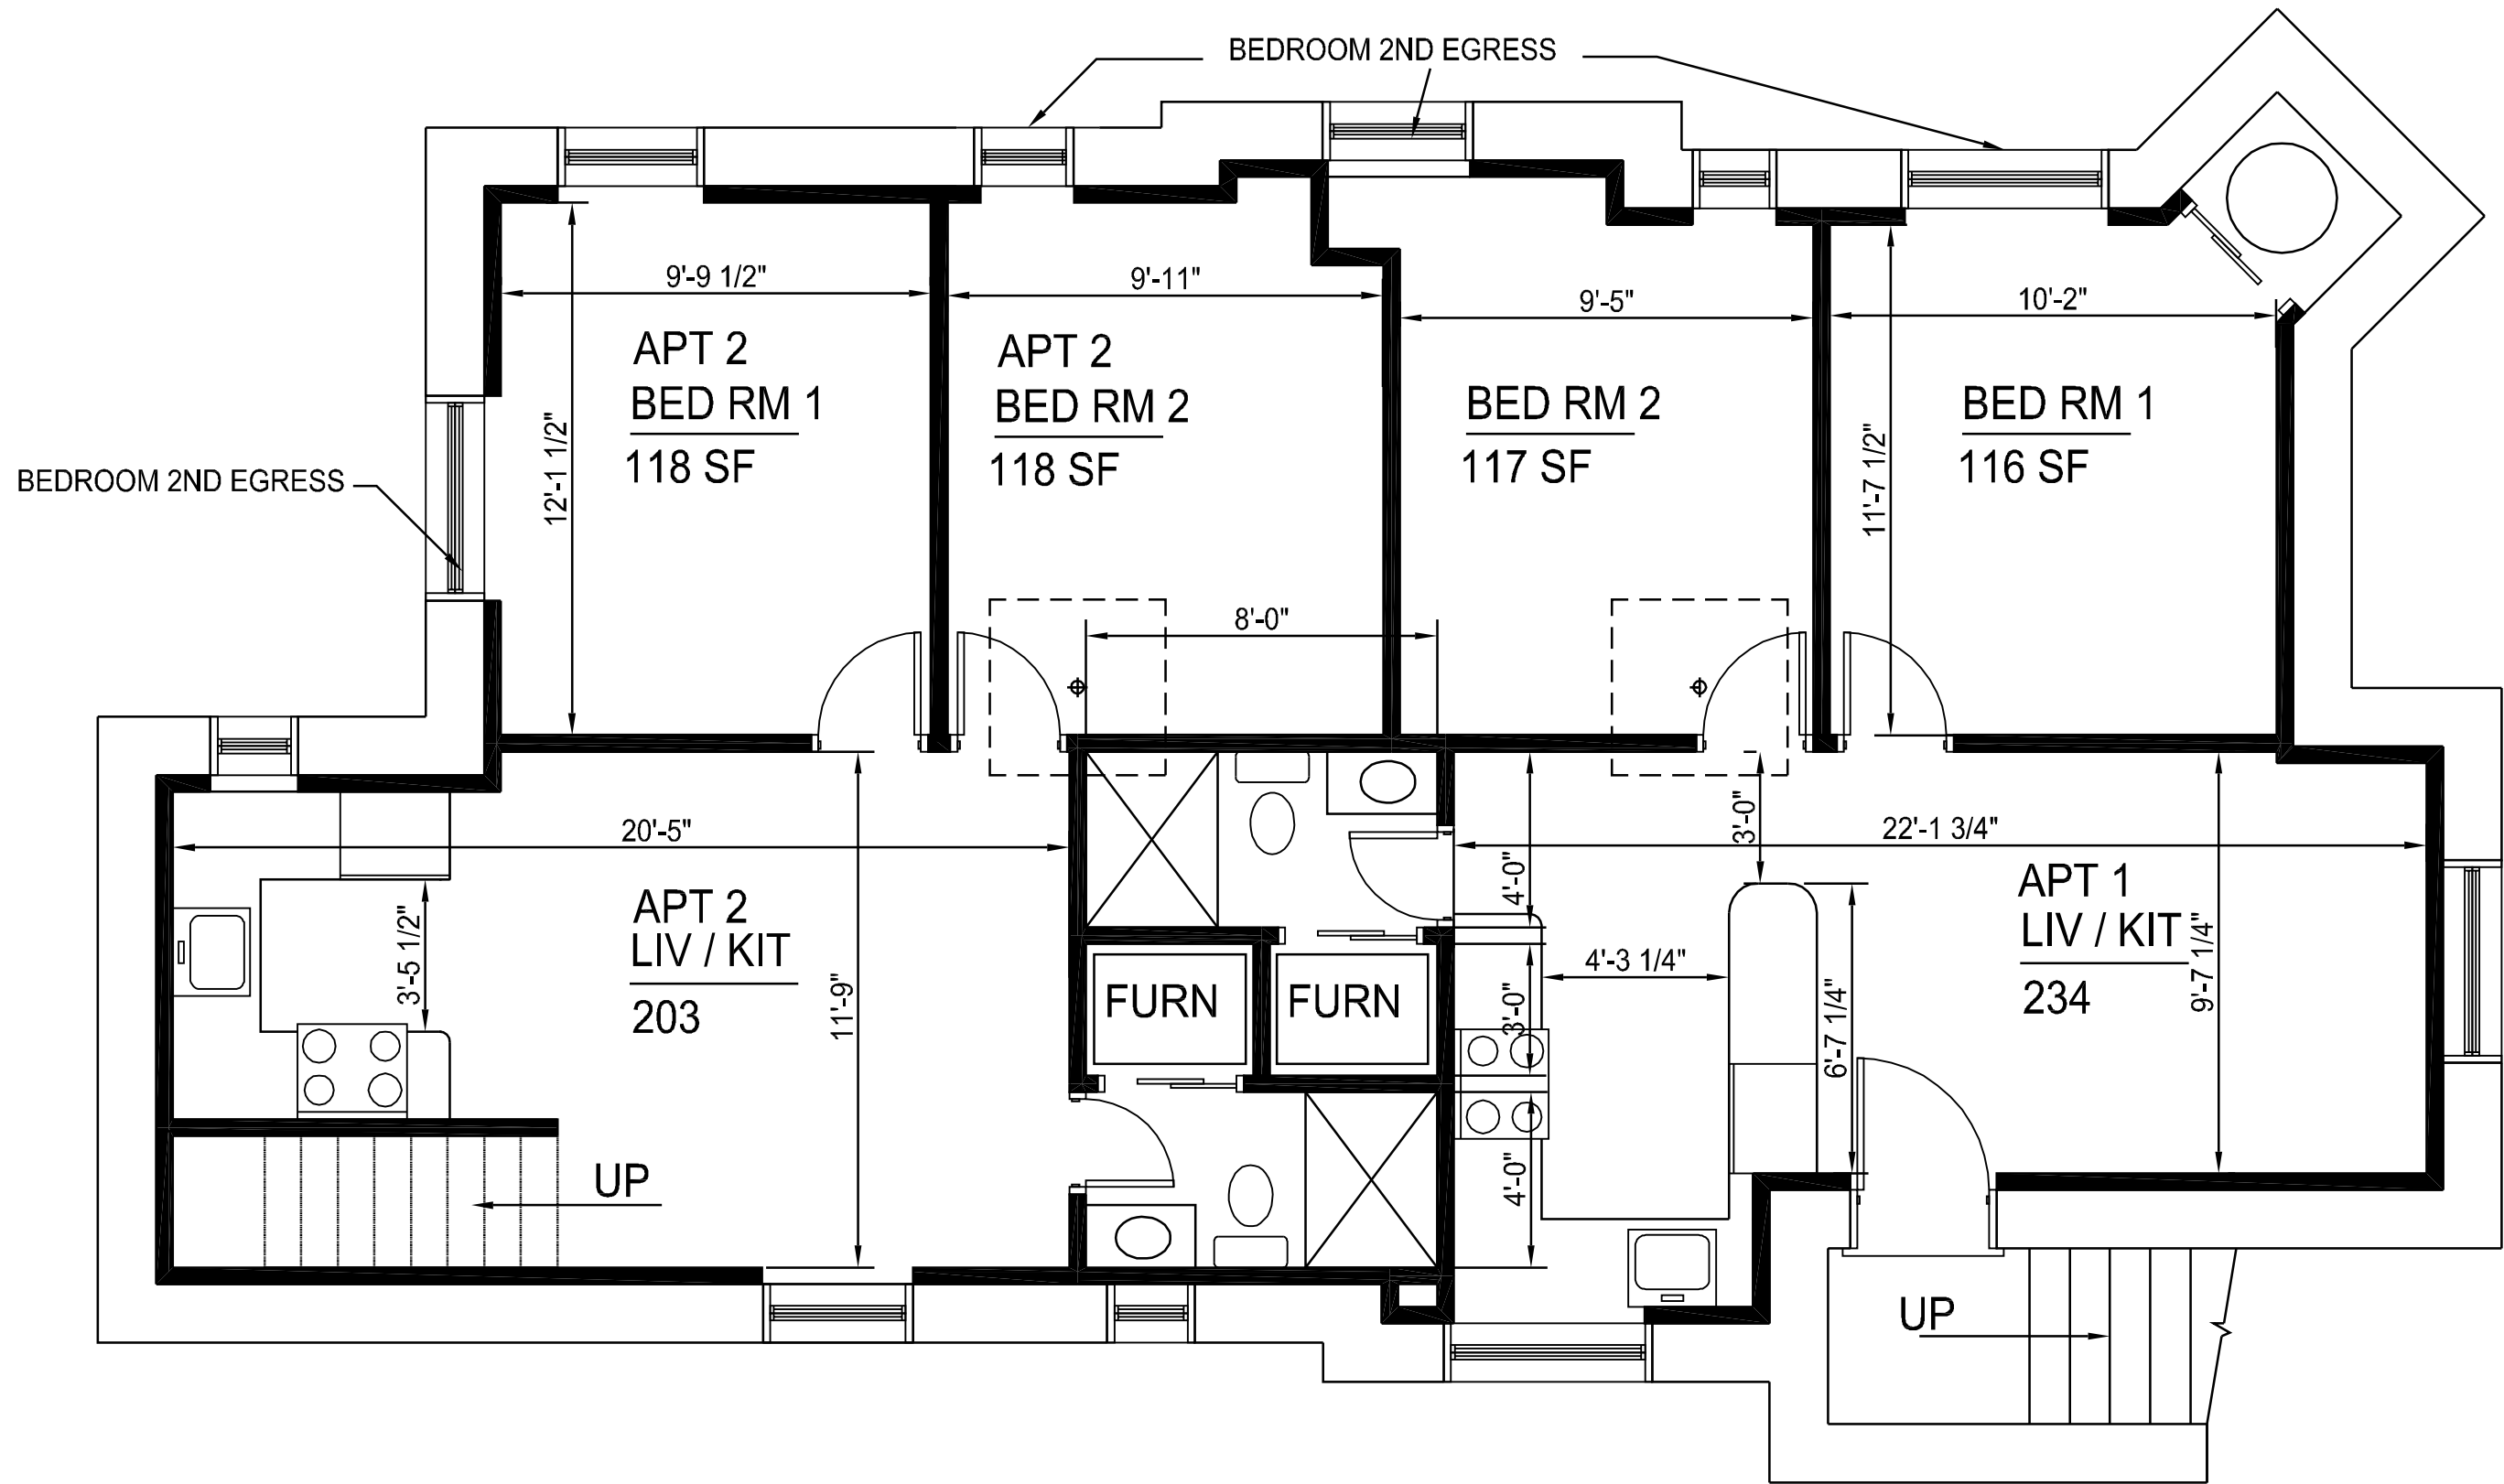 BEDROOM 2ND EGRESS
9'-9 1/2"
9'-11"
9'-5"
10'-2"
APT 2
BED RM 1
118 SF
APT 2
BED RM 2
118 SF
BED RM 2
117 SF
BED RM 1
116 SF
12'-1 1/2"
11'-7 1/2"
BEDROOM 2ND EGRESS
8'-0"
20'-5"
3'-0"
22'-1 3/4"
4'-0"
APT 2
LIV / KIT
203
3'-5 1/2"
11'-9"
FURN
FURN
3'-0"
4'-3 1/4"
6'-7 1/4"
APT 1
LIV / KIT
234
9'-7 1/4"
4'-0"
UP
UP